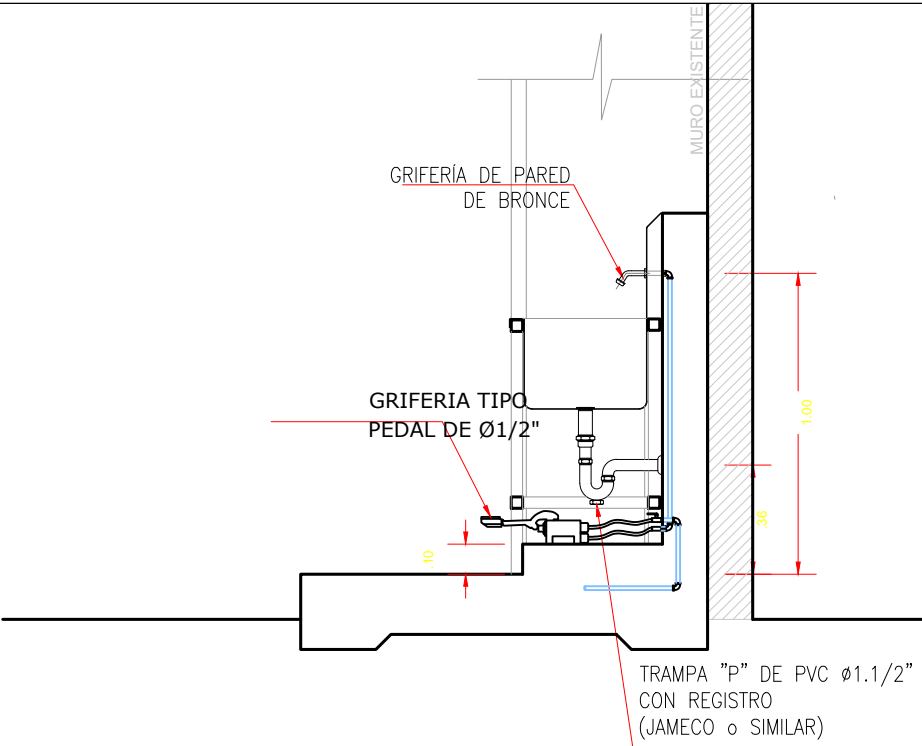 MURO EXISTENTE
GRIFERÍA DE PARED
DE BRONCE
GRIFERIA TIPO
PEDAL DE Ø1/2"
1.00
.36
.10
TRAMPA "P" DE PVC ø1.1/2"
CON REGISTRO
(JAMECO o SIMILAR)